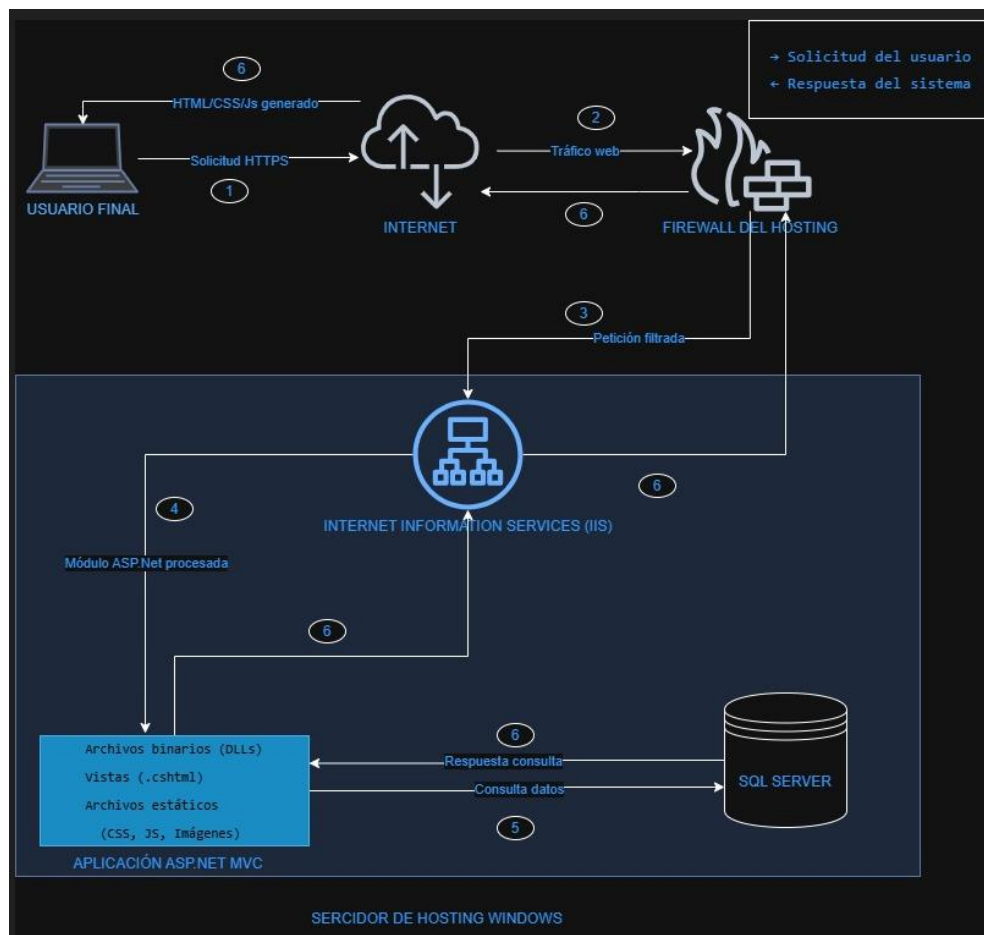 → Solicitud del usuario
← Respuesta del sistema
6
HTML/CSS/Js generado
Solicitud HTTPS
1
USUARIO FINAL
INTERNET
2
Tráfico web
6
FIREWALL DEL HOSTING
3
Petición filtrada
INTERNET INFORMATION SERVICES (IIS)
6
4
Módulo ASP.Net procesada
6
Archivos binarios (DLLs)
Vistas (.cshtml)
Archivos estáticos
(CSS, JS, Imágenes)
APLICACIÓN ASP.NET MVC
6
Respuesta consulta
Consulta datos
5
SQL SERVER
SERCIDOR DE HOSTING WINDOWS